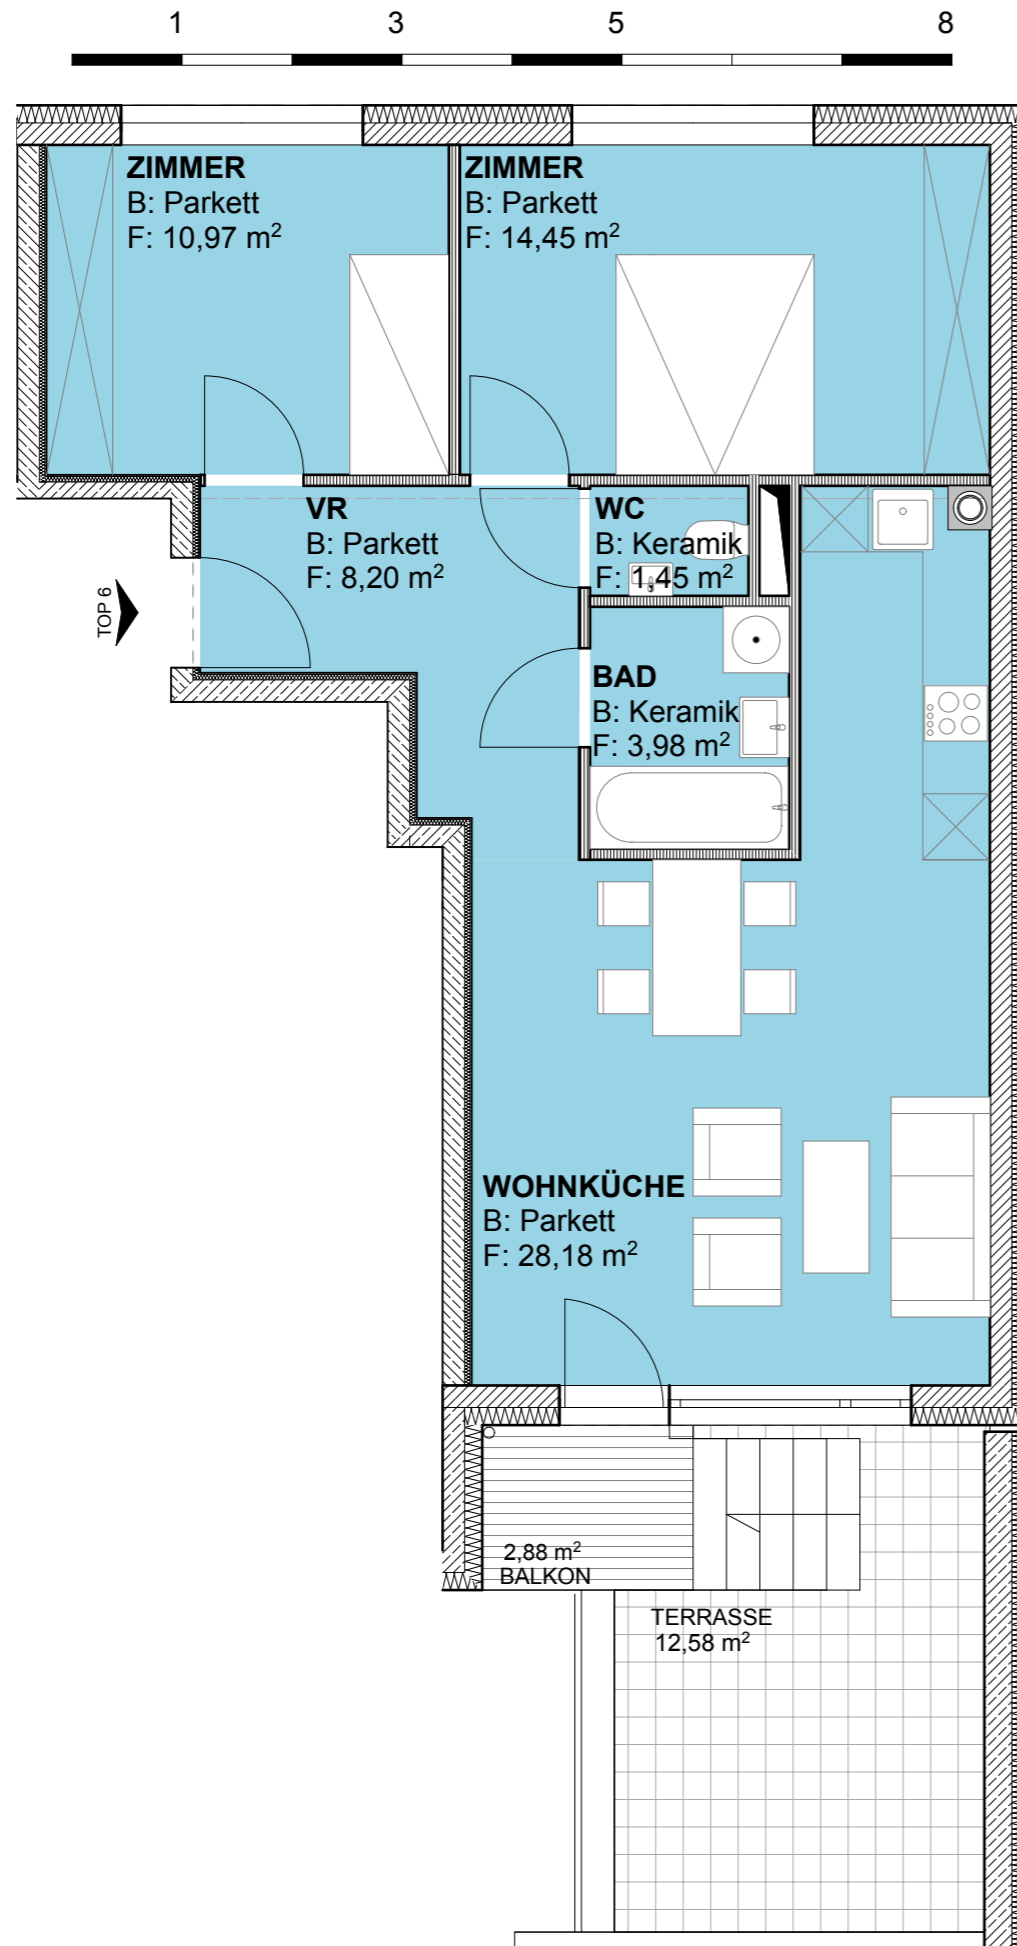 1 3 5 8
ZIMMER
B: Parkett
F: 10,97 m²
ZIMMER
B: Parkett
F: 14,45 m²
VR
B: Parkett
F: 8,20 m²
WC
B: Keramik
F: 1,45 m²
TOP 6
BAD
B: Keramik
F: 3,98 m²
WOHNKÜCHE
B: Parkett
F: 28,18 m²
2,88 m²
BALKON
TERRASSE
12,58 m²